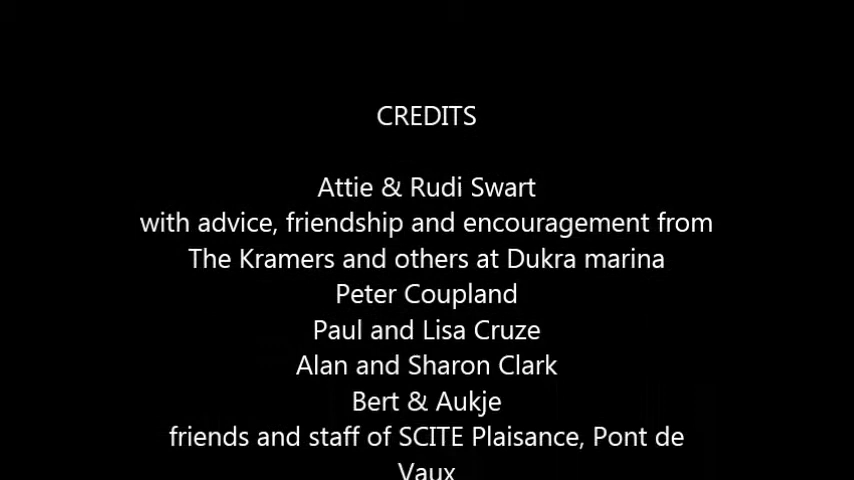 CREDITS
Attie & Rudi Swart
with advice, friendship and encouragement from
The Kramers and others at Dukra marina
Peter Coupland
Paul and Lisa Cruze
Alan and Sharon Clark
Bert & Aukje
friends and staff of SCITE Plaisance, Pont de
Vaux